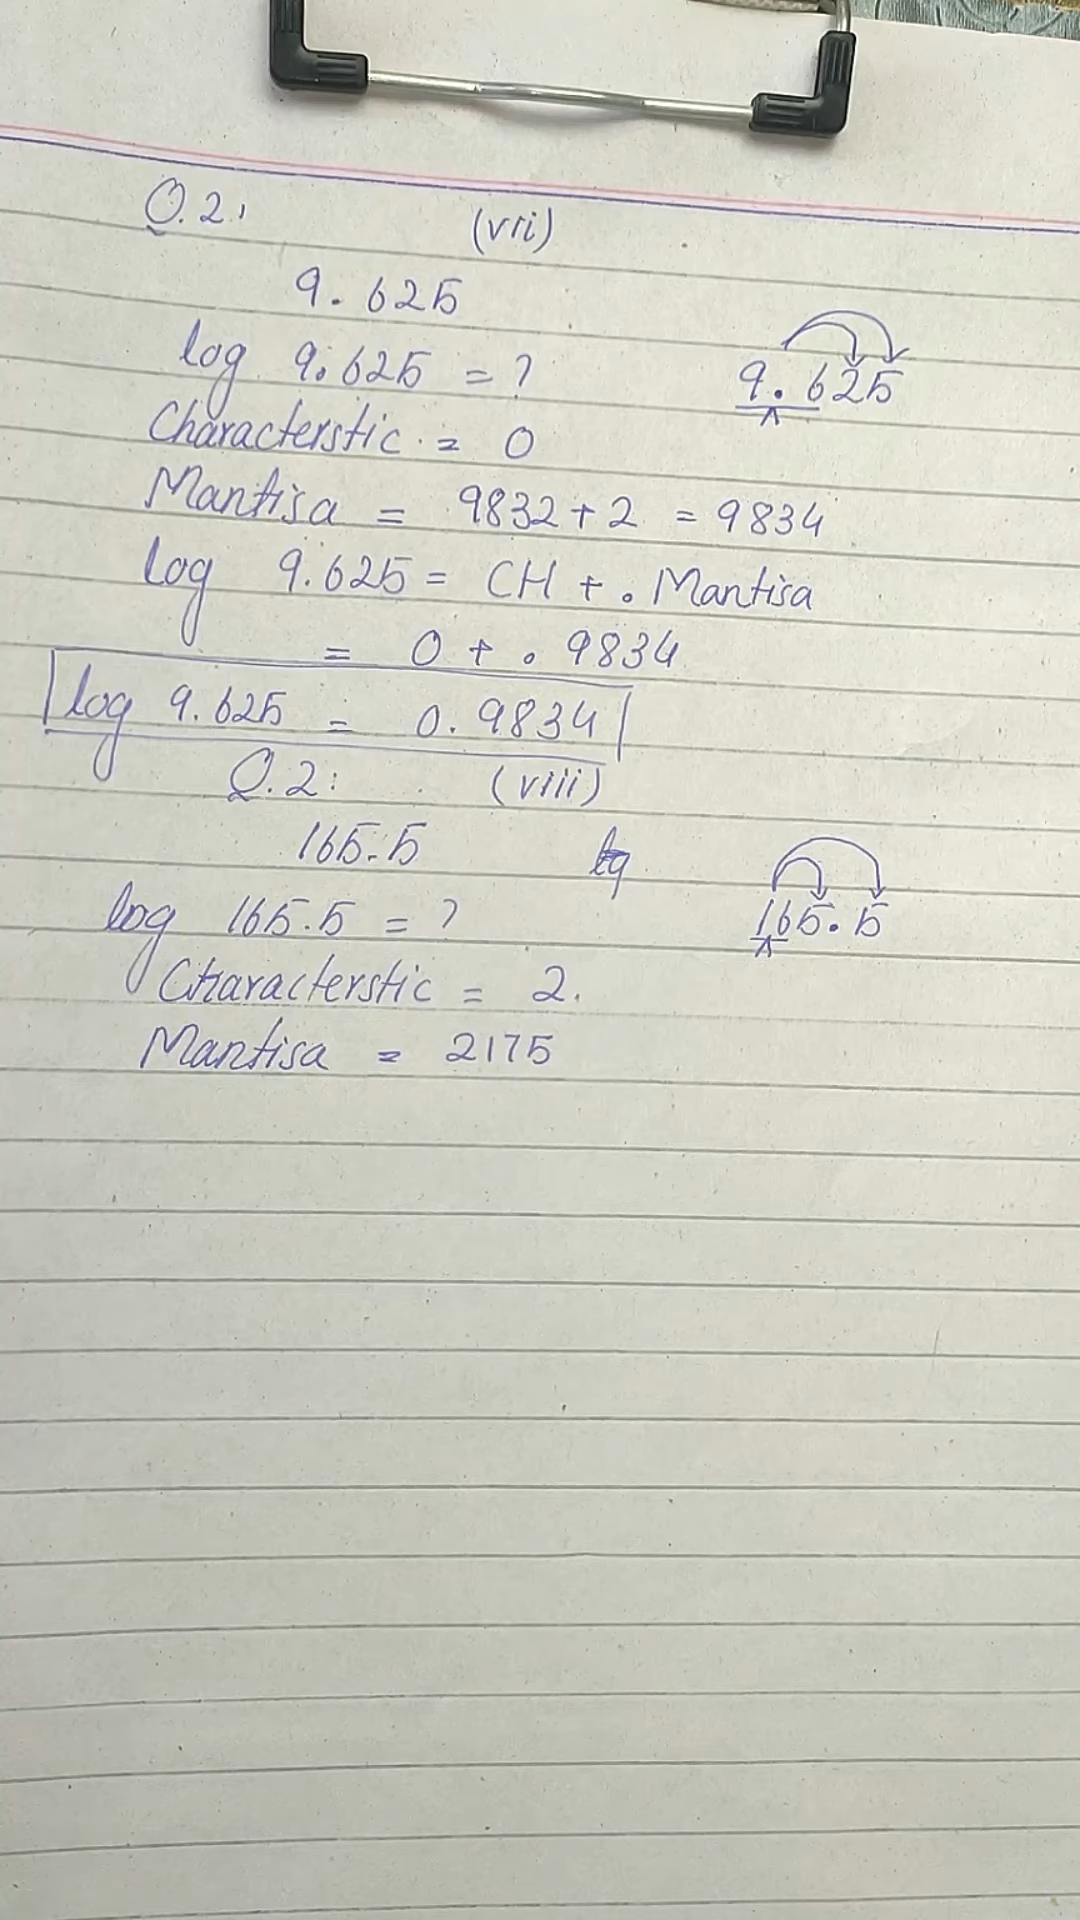 Q.2: (vii)
9.625
log 9.625 = ?
9.625
Characterstic = 0
Mantisa = 9832 + 2 = 9834
log 9.625 = CH + . Mantisa
= 0 + . 9834
log 9.625 = 0.9834
Q.2: (viii)
165.5
log 165.5 = ?
165.5
Characterstic = 2.
Mantisa = 2175